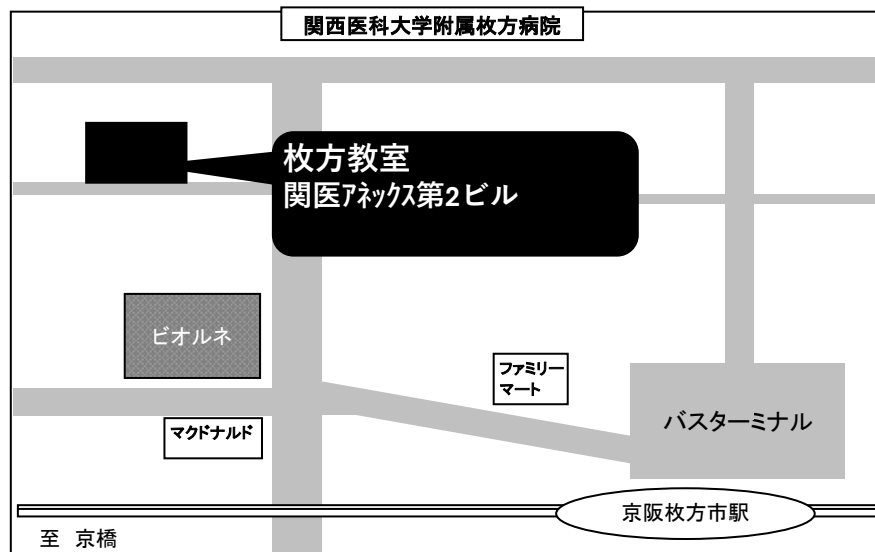 関西医科大学附属枚方病院
枚方教室
関医ｱﾈｯｸｽ第2ビル
ビオルネ
ファミリー
マート
バスターミナル
マクドナルド
京阪枚方市駅
至 京橋